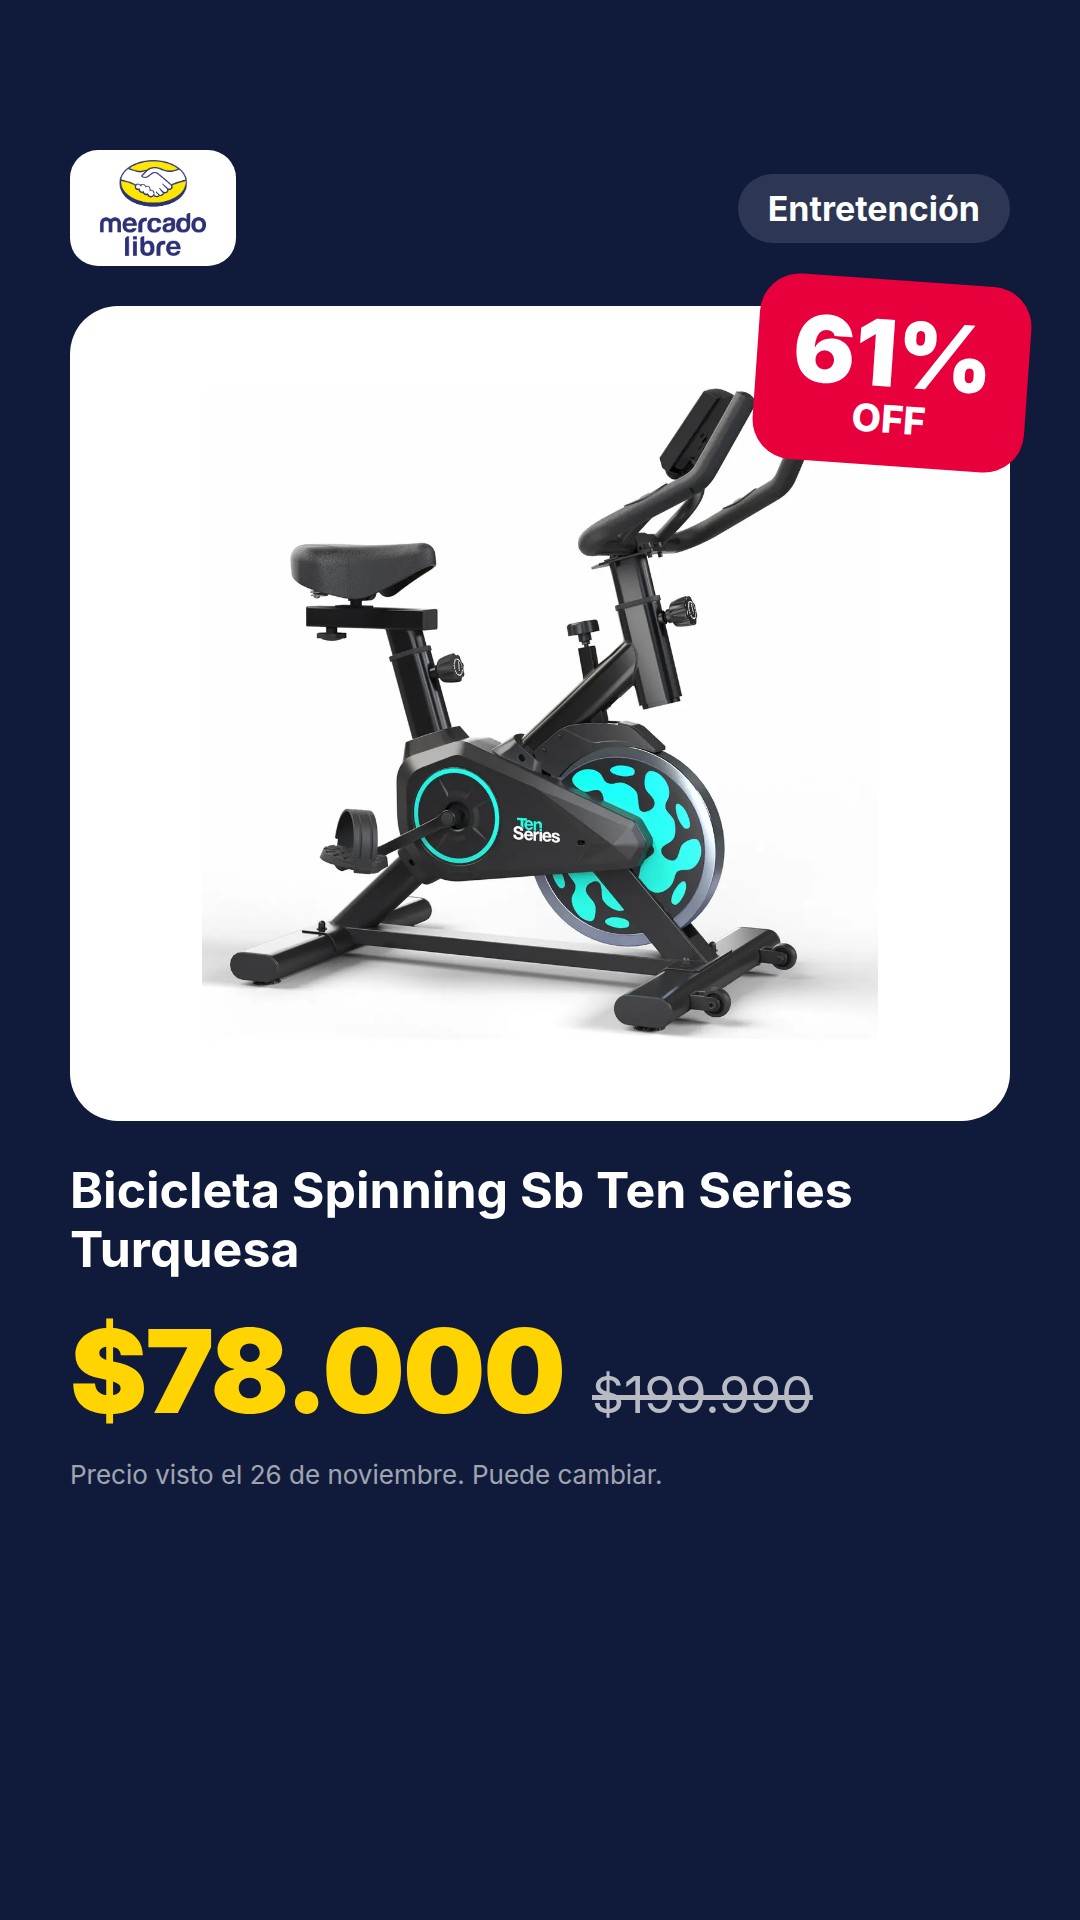 mercado
libre
Entretención
61%
OFF
Ten
Series
Bicicleta Spinning Sb Ten Series
Turquesa
$78.000 $199.990
Precio visto el 26 de noviembre. Puede cambiar.